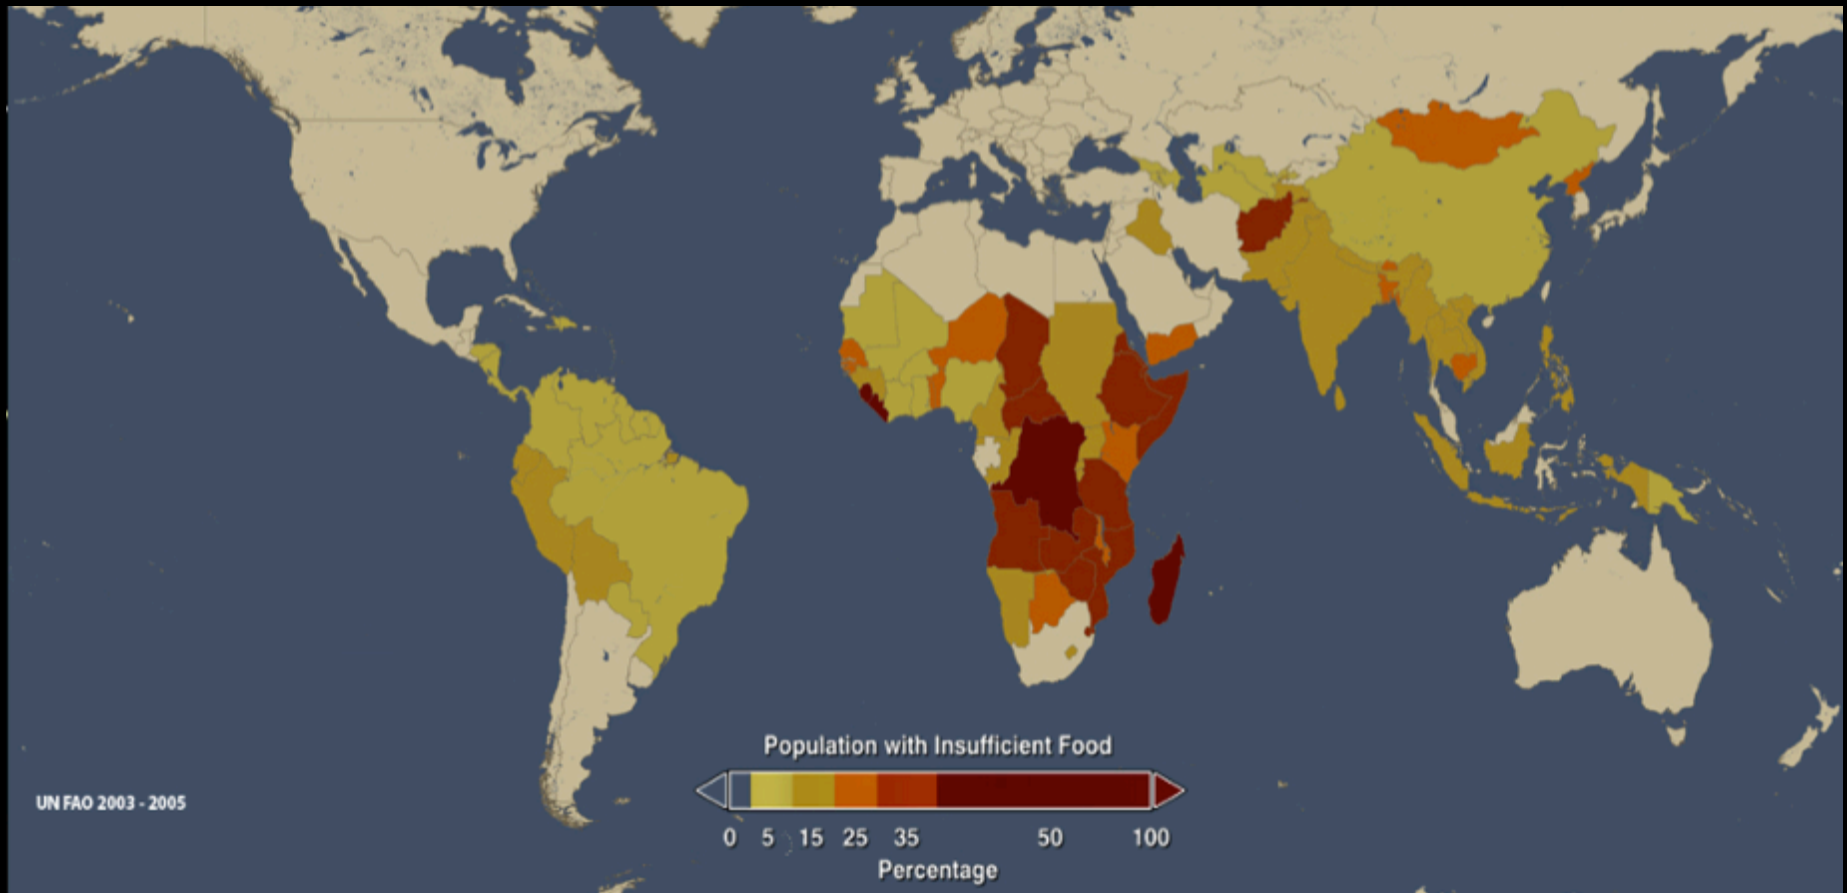 UN FAO 2003 - 2005
Population with Insufficient Food
0 5 15 25 35 50 100
Percentage